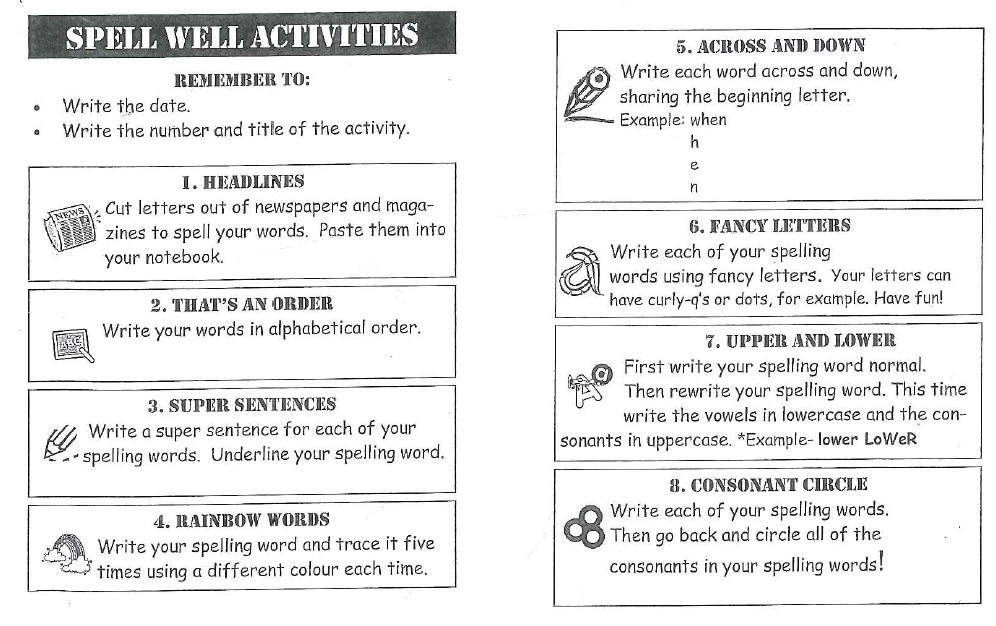 SPELL WELL ACTIVITIES
REMEMBER TO:
• Write the date.
• Write the number and title of the activity.
1. HEADLINES
NEWS
Cut letters out of newspapers and maga-
zines to spell your words. Paste them into
your notebook.
2. THAT'S AN ORDER
ABC
Write your words in alphabetical order.
3. SUPER SENTENCES
Write a super sentence for each of your
spelling words. Underline your spelling word.
4. RAINBOW WORDS
Write your spelling word and trace it five
times using a different colour each time.
5. ACROSS AND DOWN
Write each word across and down,
sharing the beginning letter.
Example: when
h
e
n
6. FANCY LETTERS
Write each of your spelling
words using fancy letters. Your letters can
have curly-q's or dots, for example. Have fun!
7. UPPER AND LOWER
First write your spelling word normal.
Then rewrite your spelling word. This time
write the vowels in lowercase and the con-
sonants in uppercase. *Example- lower LoWeR
8. CONSONANT CIRCLE
Write each of your spelling words.
Then go back and circle all of the
consonants in your spelling words!